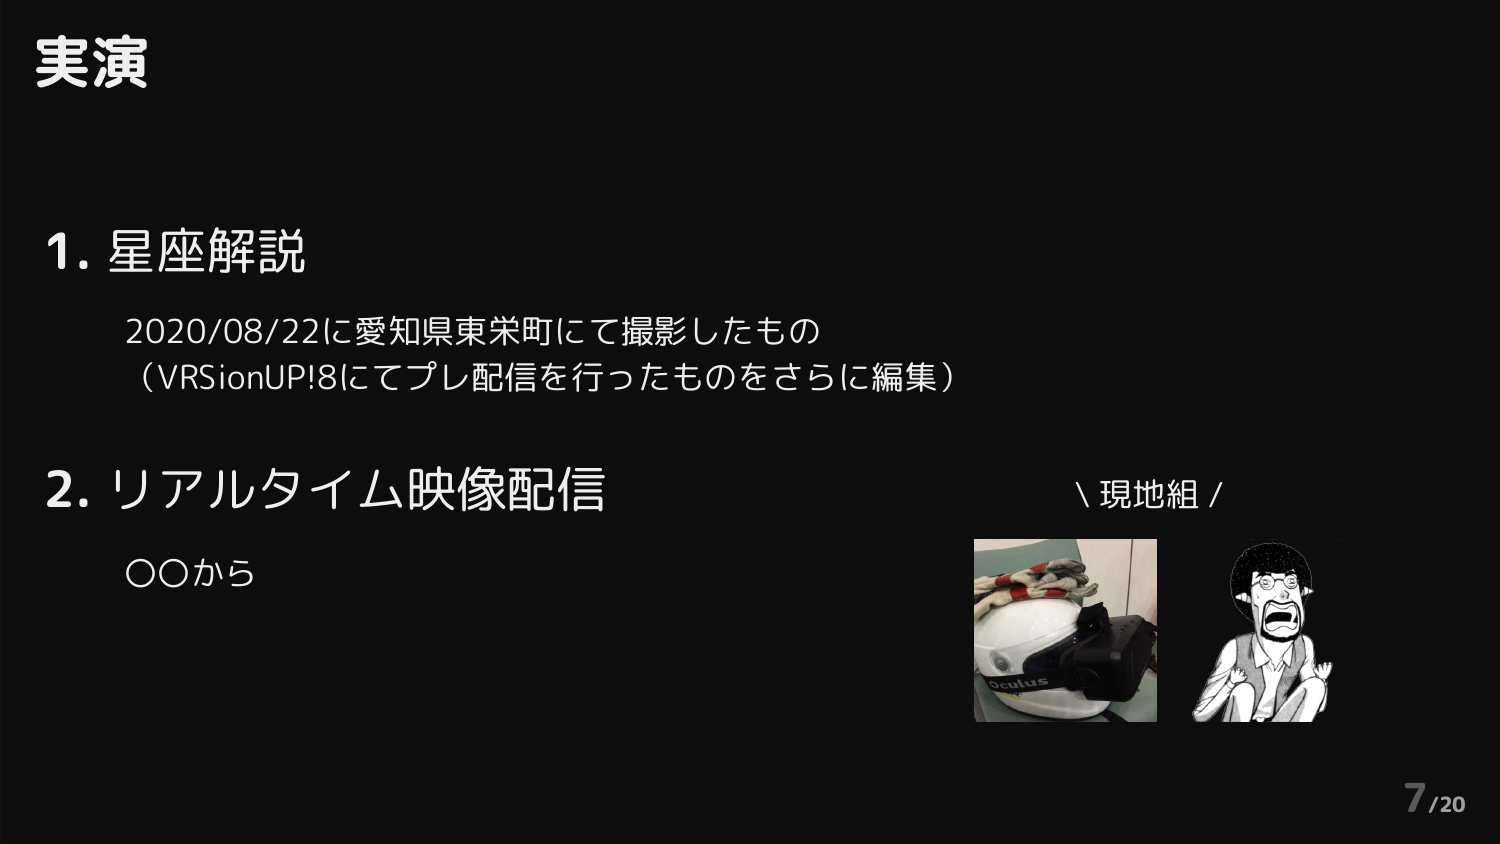 実演
1. 星座解説
2020/08/22に愛知県東栄町にて撮影したもの
（VRSionUP!8にてプレ配信を行ったものをさらに編集）
2. リアルタイム映像配信
〇〇から
\ 現地組 /
Oculus
7/20